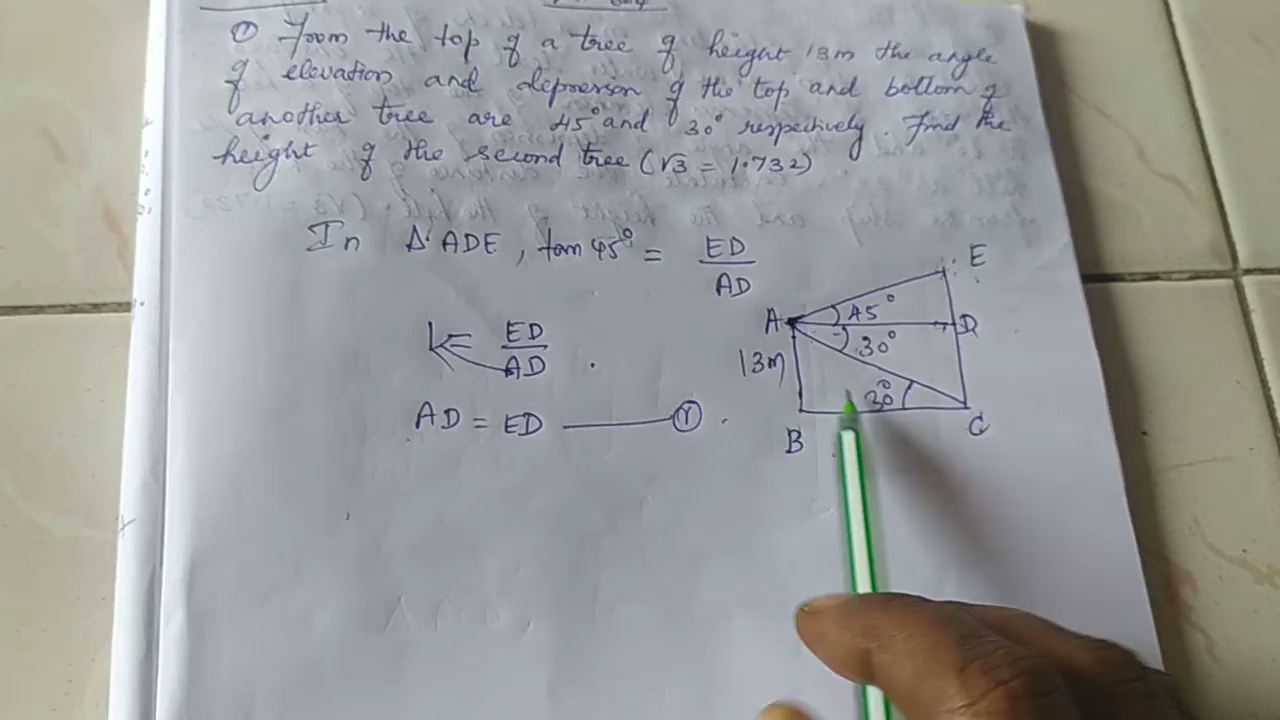 ① From the top of a tree of height 13m the angle
of elevation and depression of the top and bottom of
another tree are 45° and 30° respectively. Find the
height of the second tree (√3 = 1.732)
In Δ ADE, tan 45° = ED
AD
1 = ED
AD
AD = ED ——— ①
E
A 45° D
30°
13m
30°
B C